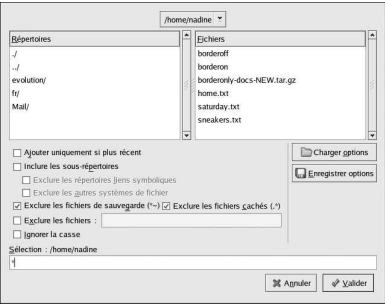 /home/nadine
Répertoires
Fichiers
./
../
evolution/
fr/
Mail/
borderoff
borderon
borderonly-docs-NEW.tar.gz
home.txt
saturday.txt
sneakers.txt
Ajouter uniquement si plus récent
Charger options
Inclure les sous-répertoires
Exclure les répertoires liens symboliques
Enregistrer options
Exclure les autres systèmes de fichier
Exclure les fichiers de sauvegarde (*~) Exclure les fichiers cachés (.*)
Exclure les fichiers :
Ignorer la casse
Sélection : /home/nadine
*
Annuler Valider